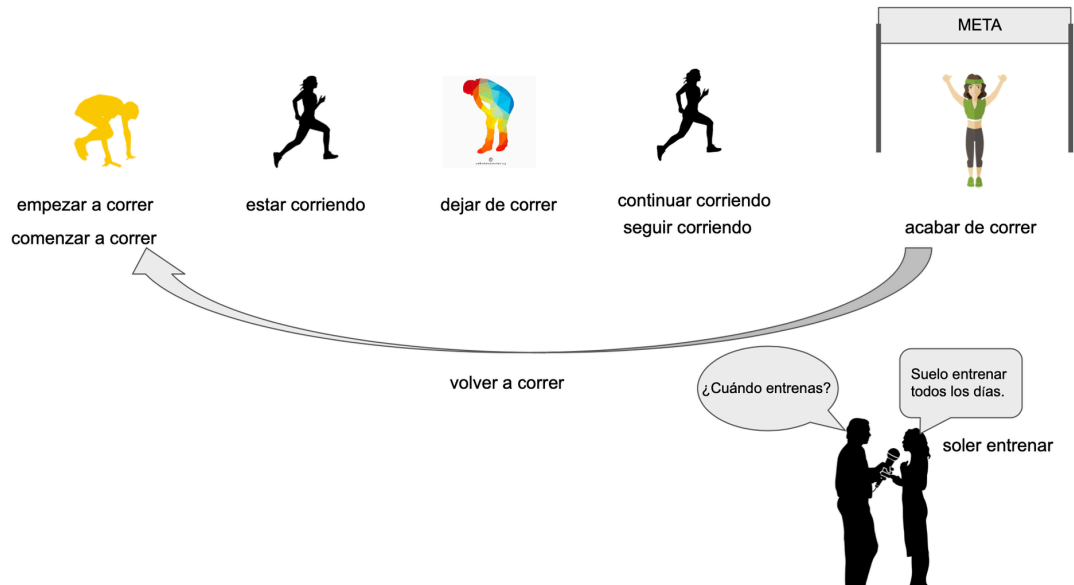 META
empezar a correr
comenzar a correr
estar corriendo
dejar de correr
continuar corriendo
seguir corriendo
acabar de correr
volver a correr
¿Cuándo entrenas?
Suelo entrenar
todos los días.
soler entrenar